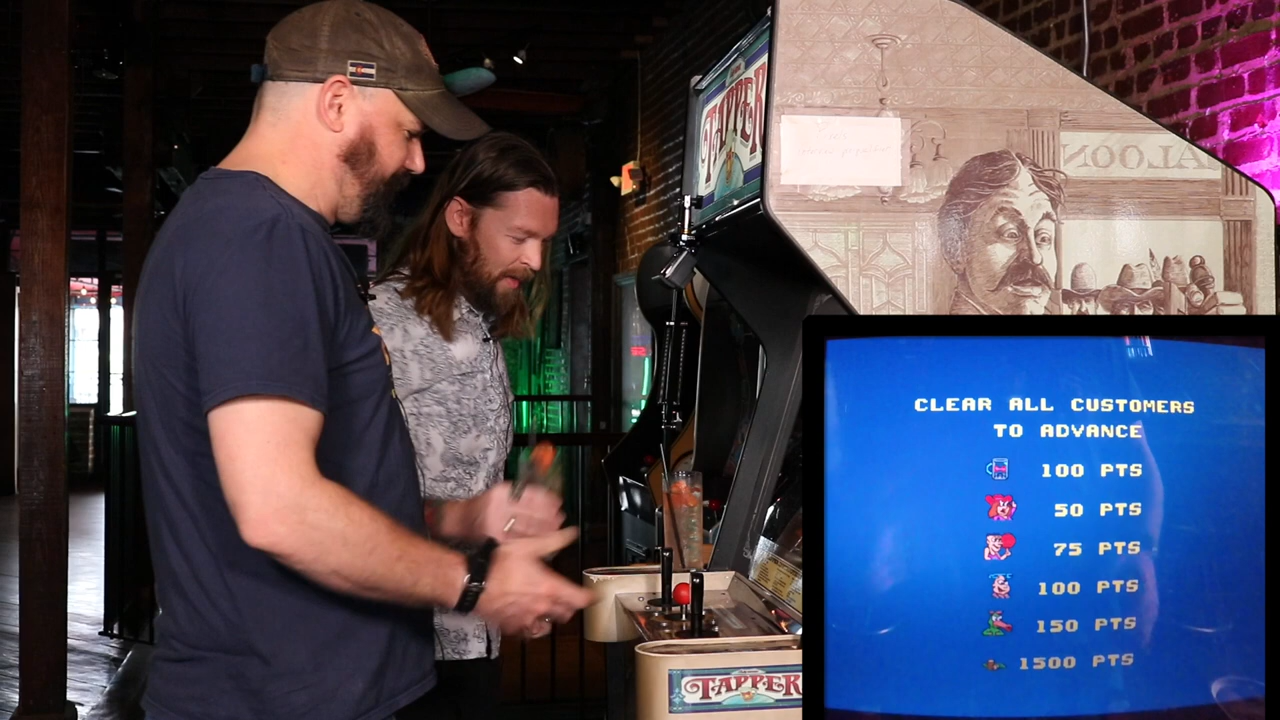 TAPPER
SALOON
CLEAR ALL CUSTOMERS
TO ADVANCE
100 PTS
50 PTS
75 PTS
100 PTS
150 PTS
1500 PTS
TAPPER